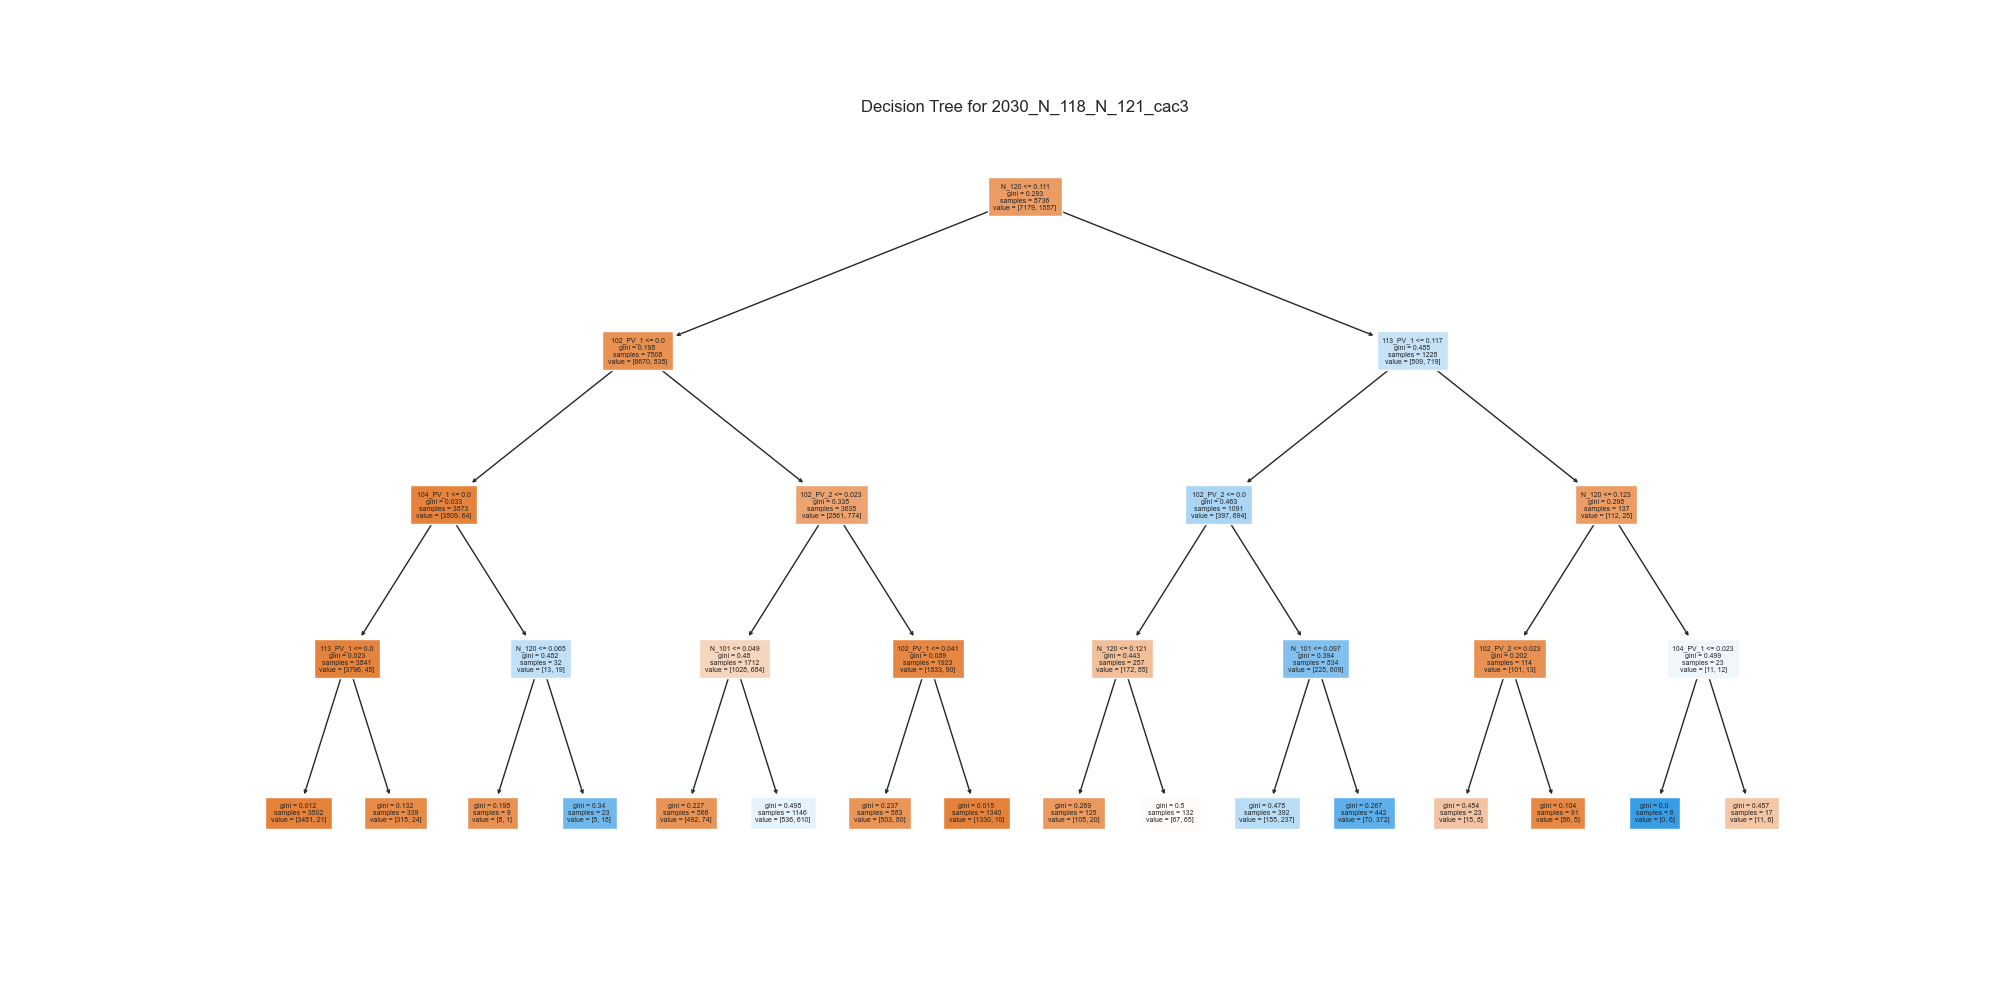 Decision Tree for 2030_N_118_N_121_cac3
N_120 <= 0.111
gini = 0.293
samples = 8736
value = [7179, 1557]
102_PV_1 <= 0.0
gini = 0.198
samples = 7508
value = [6670, 838]
113_PV_1 <= 0.117
gini = 0.485
samples = 1228
value = [509, 719]
104_PV_1 <= 0.0
gini = 0.033
samples = 3873
value = [3809, 64]
102_PV_2 <= 0.023
gini = 0.335
samples = 3635
value = [2861, 774]
102_PV_2 <= 0.0
gini = 0.463
samples = 1091
value = [397, 694]
N_120 <= 0.123
gini = 0.298
samples = 137
value = [112, 25]
113_PV_1 <= 0.0
gini = 0.023
samples = 3841
value = [3796, 45]
N_120 <= 0.065
gini = 0.482
samples = 32
value = [13, 19]
N_101 <= 0.049
gini = 0.48
samples = 1712
value = [1028, 684]
102_PV_1 <= 0.041
gini = 0.089
samples = 1923
value = [1833, 90]
N_120 <= 0.121
gini = 0.443
samples = 257
value = [172, 85]
N_101 <= 0.097
gini = 0.394
samples = 834
value = [225, 609]
102_PV_2 <= 0.023
gini = 0.202
samples = 114
value = [101, 13]
104_PV_1 <= 0.023
gini = 0.499
samples = 23
value = [11, 12]
gini = 0.012
samples = 3502
value = [3481, 21]
gini = 0.132
samples = 339
value = [315, 24]
gini = 0.198
samples = 9
value = [8, 1]
gini = 0.34
samples = 23
value = [5, 18]
gini = 0.227
samples = 566
value = [492, 74]
gini = 0.498
samples = 1146
value = [536, 610]
gini = 0.237
samples = 583
value = [503, 80]
gini = 0.015
samples = 1340
value = [1330, 10]
gini = 0.269
samples = 125
value = [105, 20]
gini = 0.5
samples = 132
value = [67, 65]
gini = 0.478
samples = 392
value = [155, 237]
gini = 0.267
samples = 442
value = [70, 372]
gini = 0.454
samples = 23
value = [15, 8]
gini = 0.104
samples = 91
value = [86, 5]
gini = 0.0
samples = 6
value = [0, 6]
gini = 0.457
samples = 17
value = [11, 6]